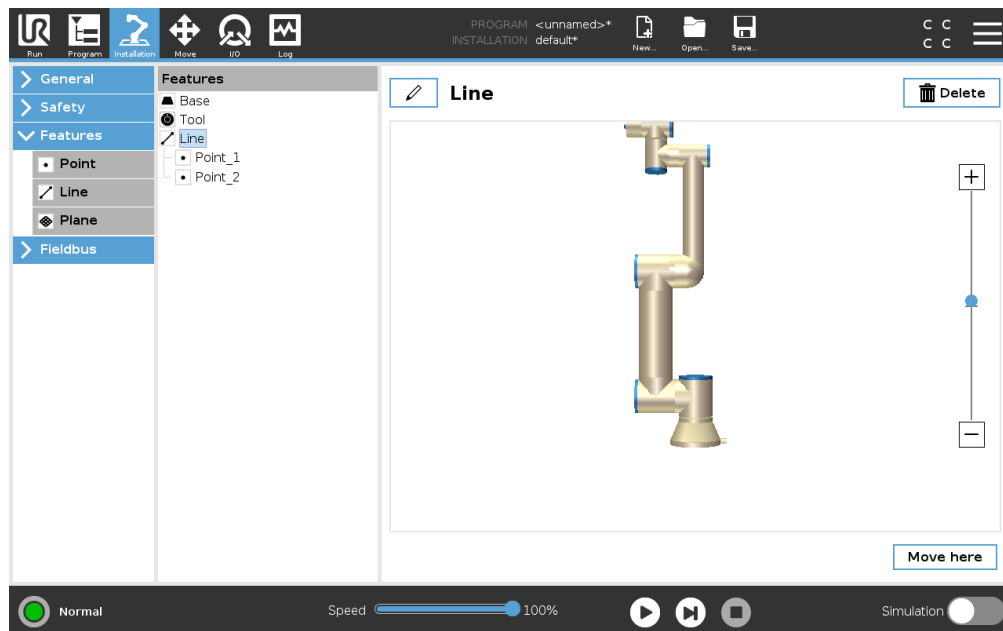 UR
Run
Program
Installation
Move
I/O
Log
PROGRAM <unnamed>*
INSTALLATION default*
New...
Open...
Save...
C C
C C
General
Safety
Features
Point
Line
Plane
Fieldbus
Features
Base
Tool
Line
Point_1
Point_2
Line
Delete
+
−
Move here
Normal
Speed
100%
Simulation